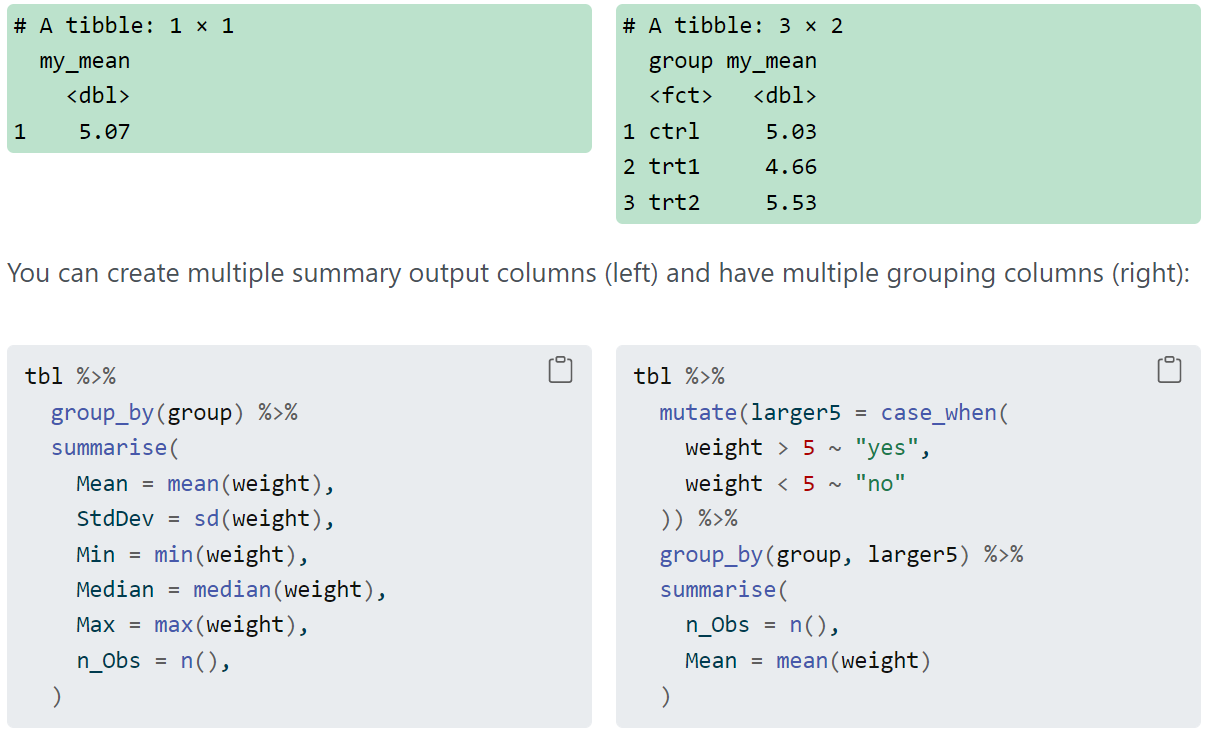 # A tibble: 1 × 1
  my_mean
    <dbl>
1    5.07
# A tibble: 3 × 2
  group my_mean
  <fct>   <dbl>
1 ctrl     5.03
2 trt1     4.66
3 trt2     5.53
You can create multiple summary output columns (left) and have multiple grouping columns (right):
tbl %>%
  group_by(group) %>%
  summarise(
    Mean = mean(weight),
    StdDev = sd(weight),
    Min = min(weight),
    Median = median(weight),
    Max = max(weight),
    n_Obs = n(),
  )
tbl %>%
  mutate(larger5 = case_when(
    weight > 5 ~ "yes",
    weight < 5 ~ "no"
  )) %>%
  group_by(group, larger5) %>%
  summarise(
    n_Obs = n(),
    Mean = mean(weight)
  )